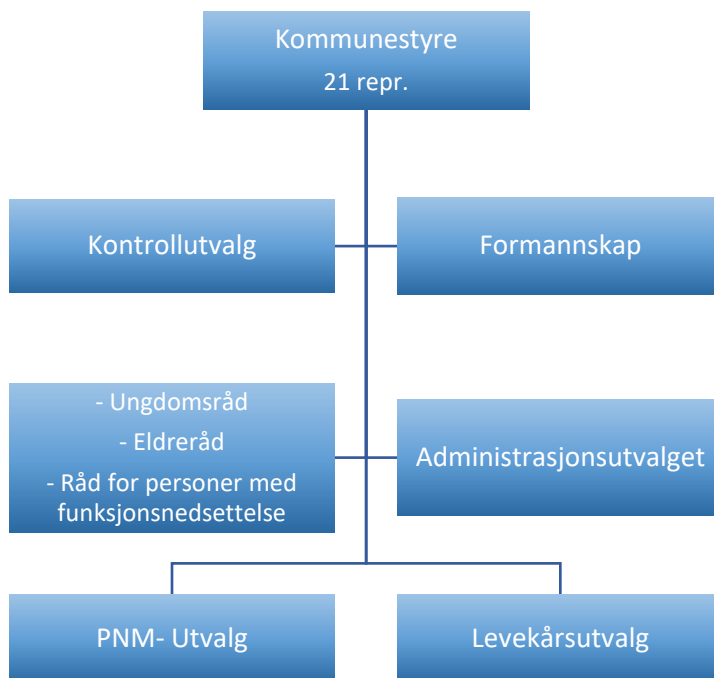 Kommunestyre
21 repr.
Kontrollutvalg
Formannskap
- Ungdomsråd
- Eldreråd
- Råd for personer med
funksjonsnedsettelse
Administrasjonsutvalget
PNM- Utvalg
Levekårsutvalg